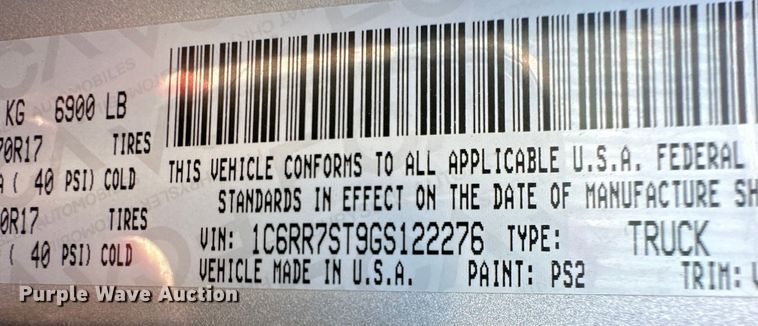 KG 6900 LB
70R17 TIRES
( 40 PSI) COLD
70R17 TIRES
( 40 PSI) COLD
THIS VEHICLE CONFORMS TO ALL APPLICABLE U.S.A. FEDERAL
STANDARDS IN EFFECT ON THE DATE OF MANUFACTURE SH
VIN: 1C6RR7ST9GS122276 TYPE: TRUCK
VEHICLE MADE IN U.S.A. PAINT: PS2 TRIM:
Purple Wave Auction